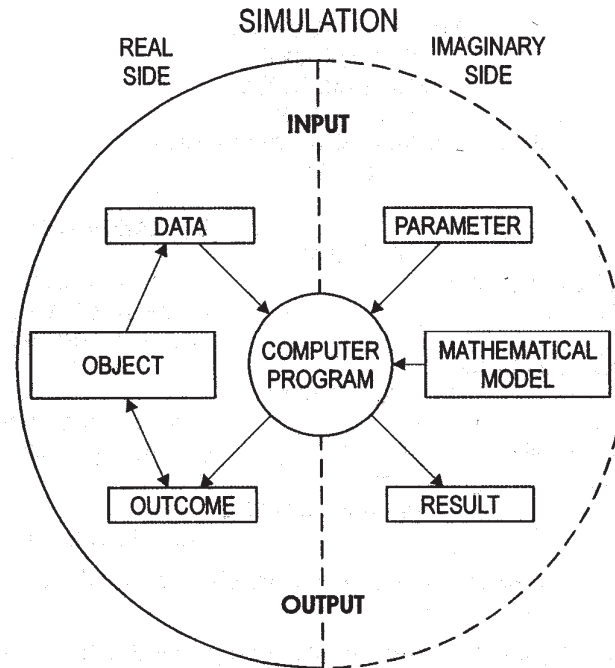 SIMULATION
REAL
SIDE
IMAGINARY
SIDE
INPUT
DATA
PARAMETER
OBJECT
COMPUTER
PROGRAM
MATHEMATICAL
MODEL
OUTCOME
RESULT
OUTPUT